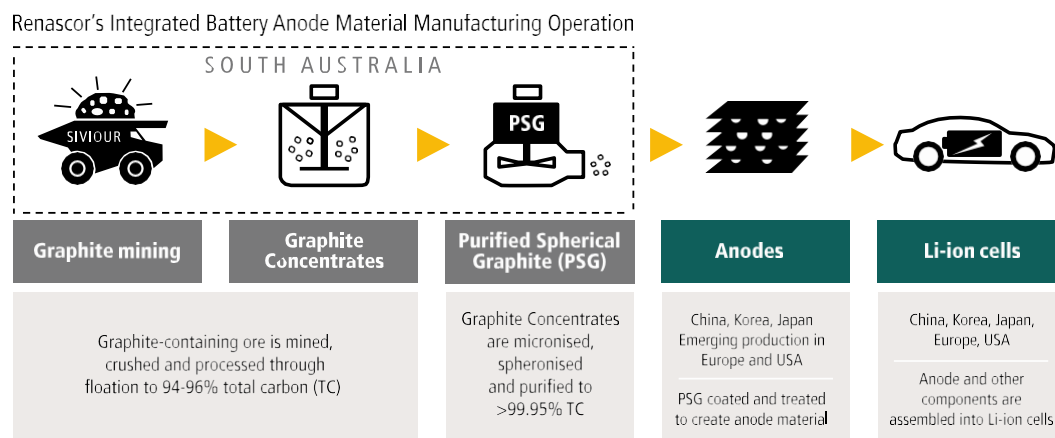 Renascor's Integrated Battery Anode Material Manufacturing Operation
SOUTH AUSTRALIA
SIVIOUR
PSG
Graphite mining
Graphite
Concentrates
Purified Spherical
Graphite (PSG)
Anodes
Li-ion cells
Graphite-containing ore is mined,
crushed and processed through
floation to 94-96% total carbon (TC)
Graphite Concentrates
are micronised,
spheronised
and purified to
>99.95% TC
China, Korea, Japan
Emerging production in
Europe and USA
PSG coated and treated
to create anode material
China, Korea, Japan,
Europe, USA
Anode and other
components are
assembled into Li-ion cells